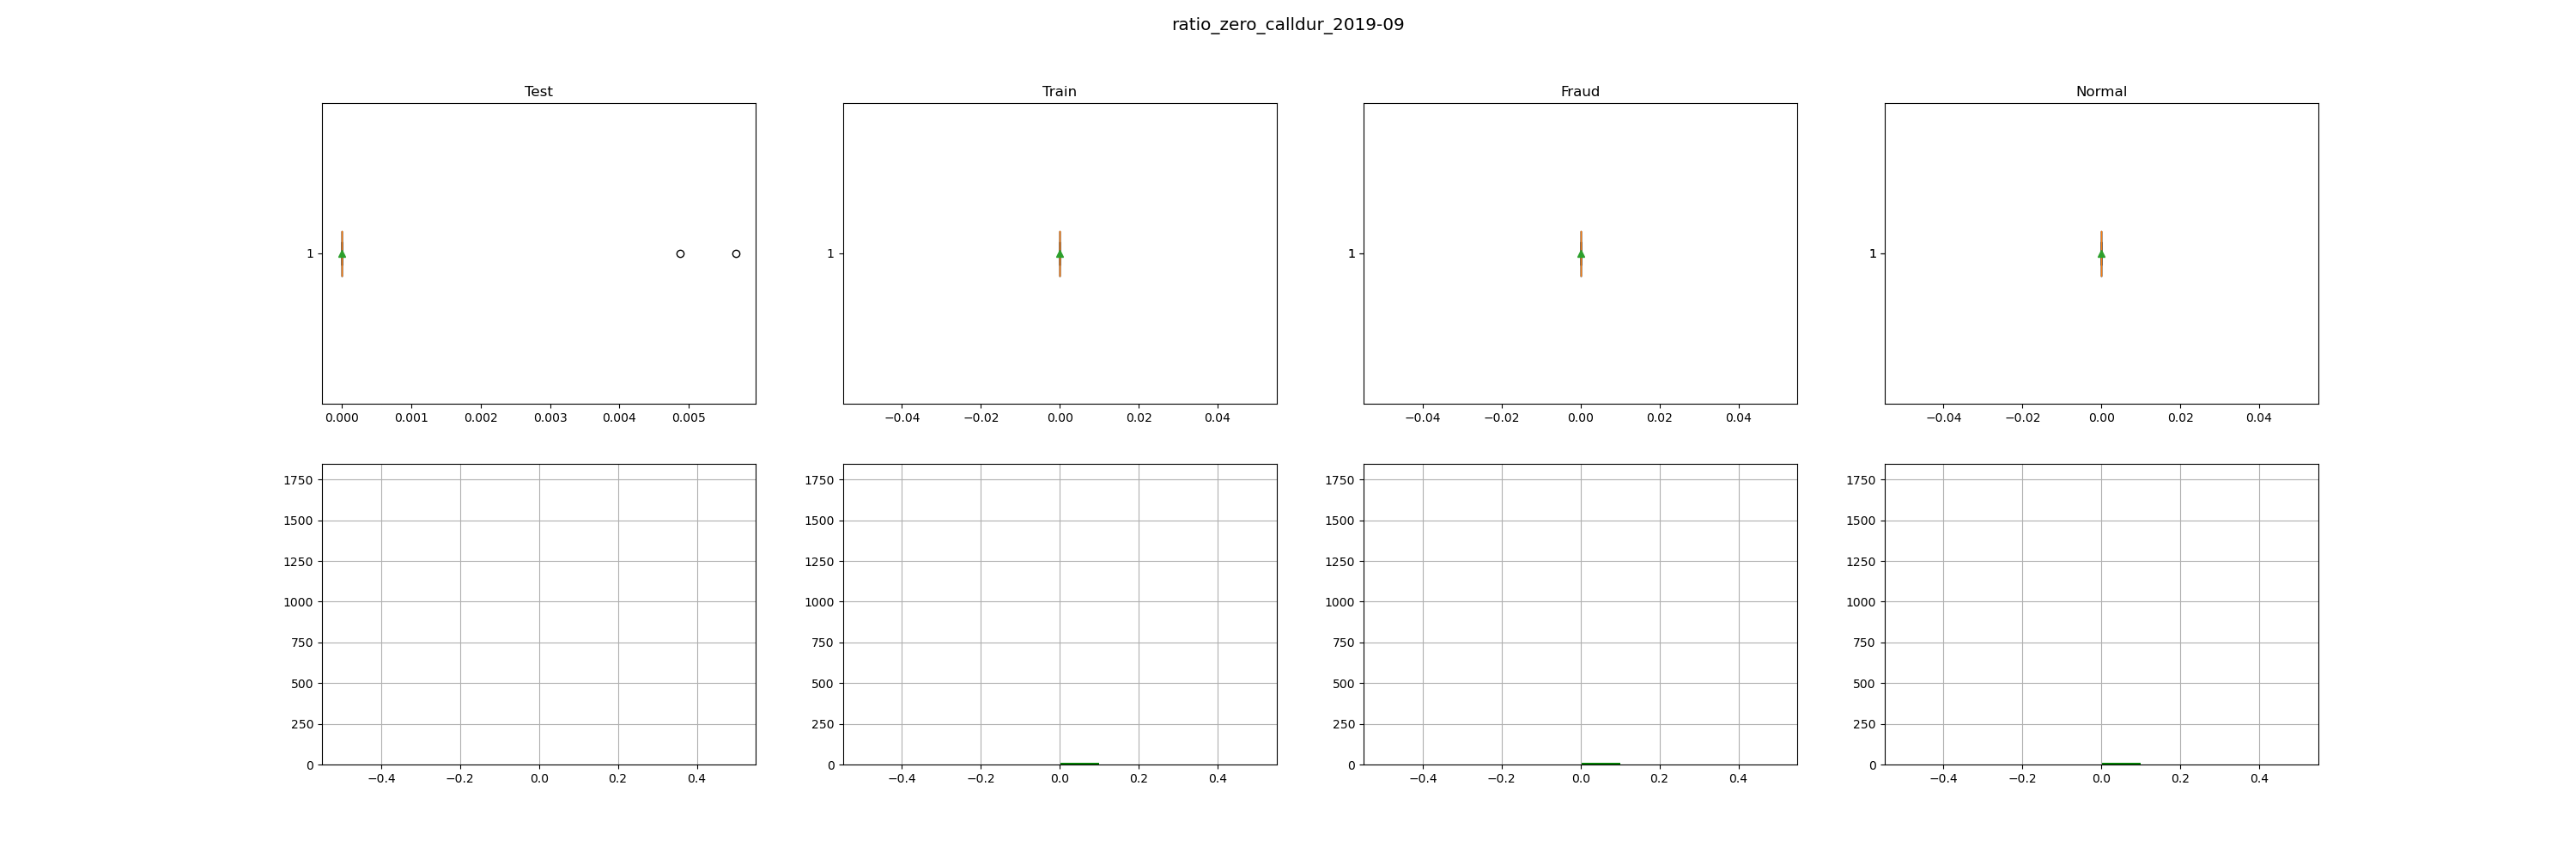 ratio_zero_calldur_2019-09
Test Train Fraud Normal
1 1 1 1
0.000 0.001 0.002 0.003 0.004 0.005 −0.04 −0.02 0.00 0.02 0.04 −0.04 −0.02 0.00 0.02 0.04 −0.04 −0.02 0.00 0.02 0.04
1750 1750 1750 1750
1500 1500 1500 1500
1250 1250 1250 1250
1000 1000 1000 1000
750 750 750 750
500 500 500 500
250 250 250 250
0 0 0 0
−0.4 −0.2 0.0 0.2 0.4 −0.4 −0.2 0.0 0.2 0.4 −0.4 −0.2 0.0 0.2 0.4 −0.4 −0.2 0.0 0.2 0.4